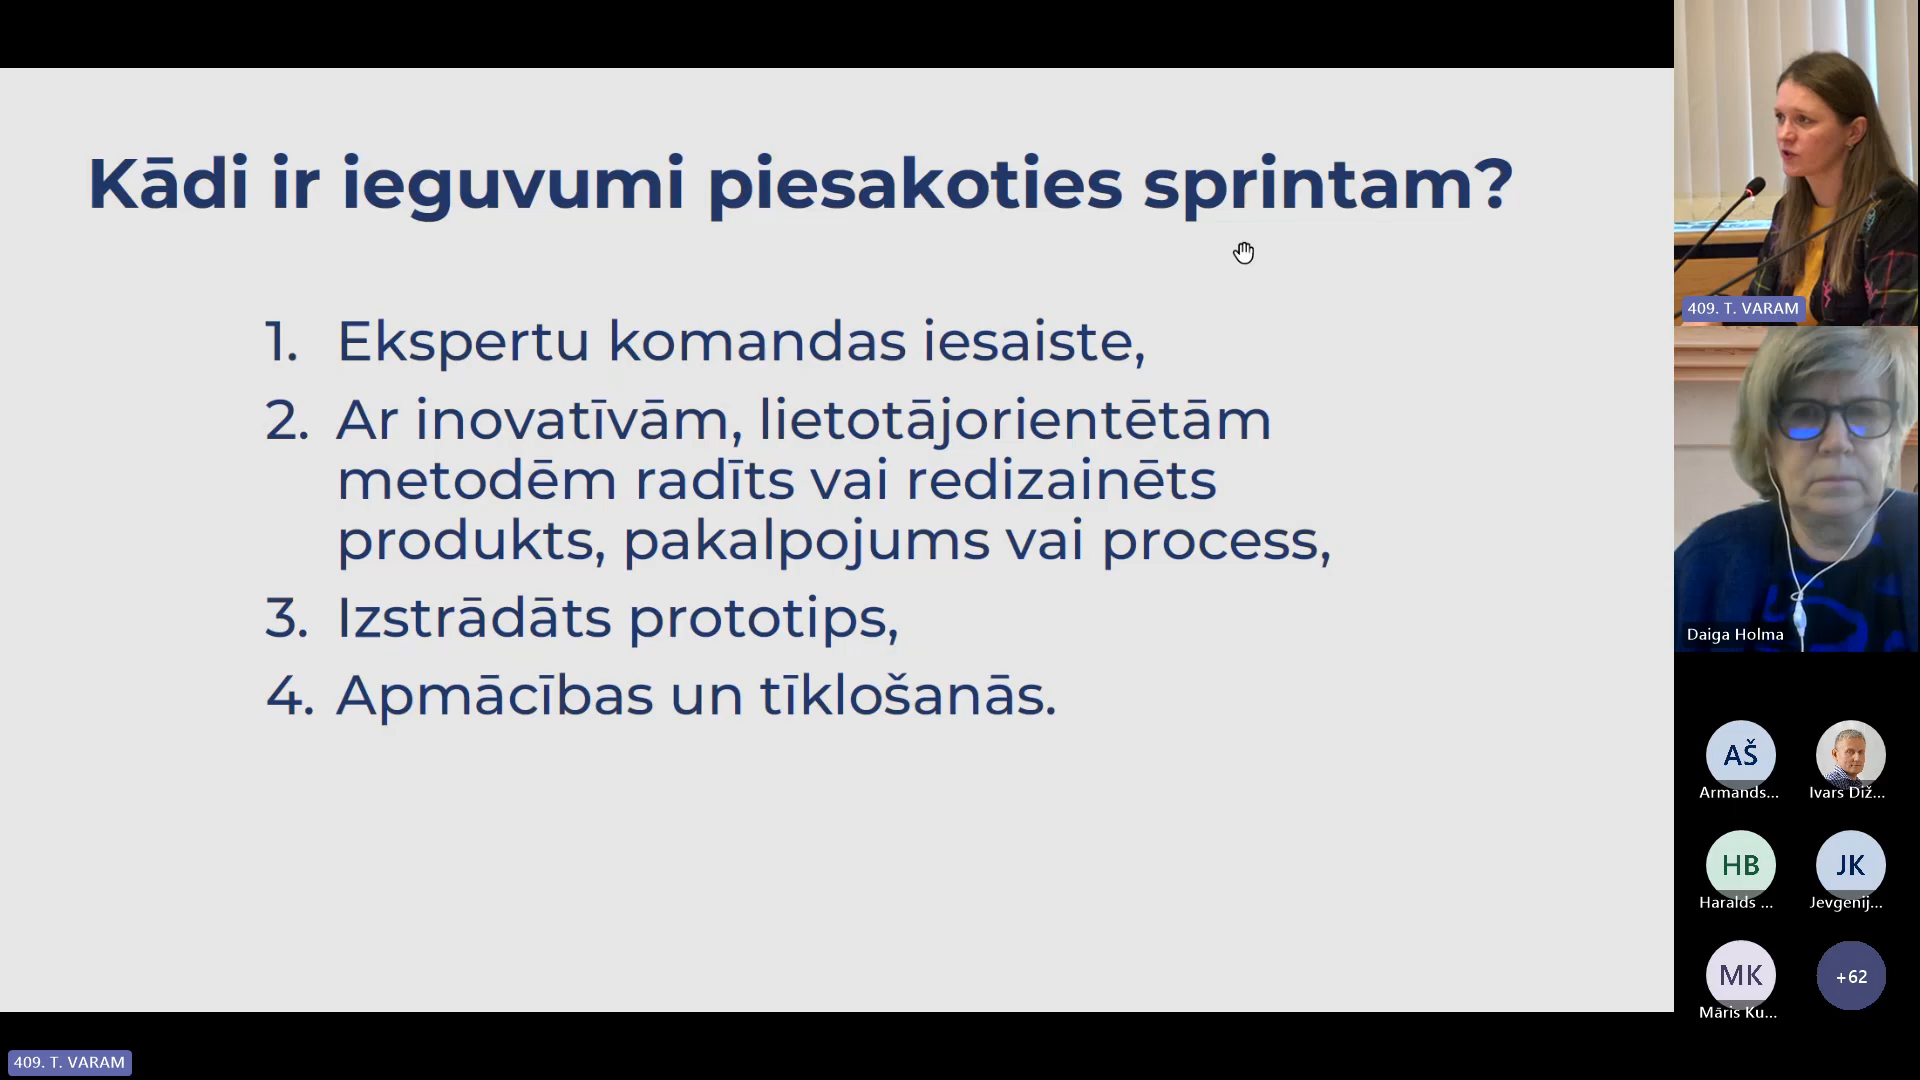 Kādi ir ieguvumi piesakoties sprintam?
1. Ekspertu komandas iesaiste,
2. Ar inovatīvām, lietotājorientētām
metodēm radīts vai redizainēts
produkts, pakalpojums vai process,
3. Izstrādāts prototips,
4. Apmācības un tīklošanās.
409. T. VARAM
Daiga Holma
AŠ
Armands...
Ivars Diž...
HB
Haralds ...
JK
Jevgenij...
MK
Māris Ku...
+62
409. T. VARAM